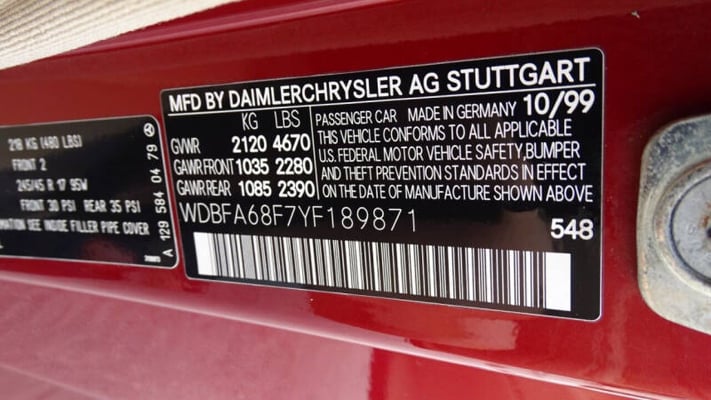 218 KG (480 LBS)
FRONT 2
245/45 R 17 95W
FRONT 30 PSI REAR 35 PSI
MATION SEE INSIDE FILLER PIPE COVER
A 129 584 04 79
MFD BY DAIMLERCHRYSLER AG STUTTGART
KG LBS
GVWR 2120 4670
GAWR FRONT 1035 2280
GAWR REAR 1085 2390
PASSENGER CAR MADE IN GERMANY 10/99
THIS VEHICLE CONFORMS TO ALL APPLICABLE
U.S. FEDERAL MOTOR VEHICLE SAFETY, BUMPER
AND THEFT PREVENTION STANDARDS IN EFFECT
ON THE DATE OF MANUFACTURE SHOWN ABOVE
WDBFA68F7YF189871
548